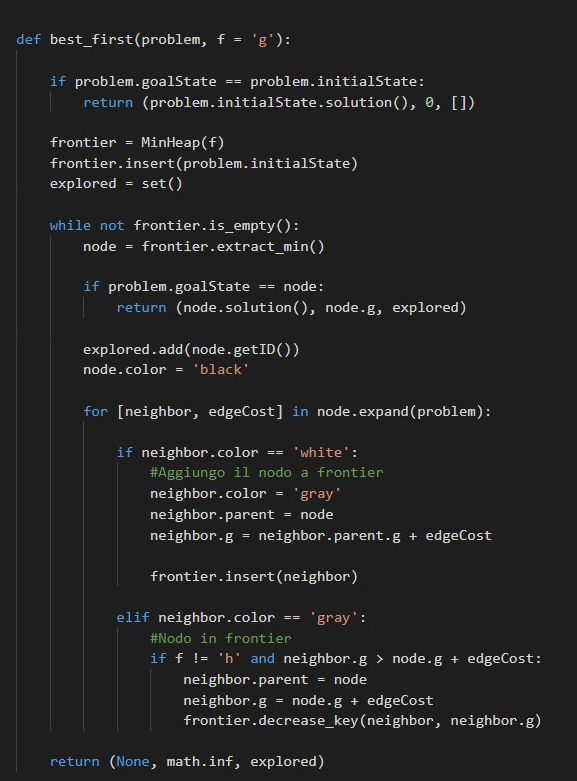 def best_first(problem, f = 'g'):
    if problem.goalState == problem.initialState:
        return (problem.initialState.solution(), 0, [])
    frontier = MinHeap(f)
    frontier.insert(problem.initialState)
    explored = set()
    while not frontier.is_empty():
        node = frontier.extract_min()
        if problem.goalState == node:
            return (node.solution(), node.g, explored)
        explored.add(node.getID())
        node.color = 'black'
        for [neighbor, edgeCost] in node.expand(problem):
            if neighbor.color == 'white':
                #Aggiungo il nodo a frontier
                neighbor.color = 'gray'
                neighbor.parent = node
                neighbor.g = neighbor.parent.g + edgeCost
                frontier.insert(neighbor)
            elif neighbor.color == 'gray':
                #Nodo in frontier
                if f != 'h' and neighbor.g > node.g + edgeCost:
                    neighbor.parent = node
                    neighbor.g = node.g + edgeCost
                    frontier.decrease_key(neighbor, neighbor.g)
    return (None, math.inf, explored)